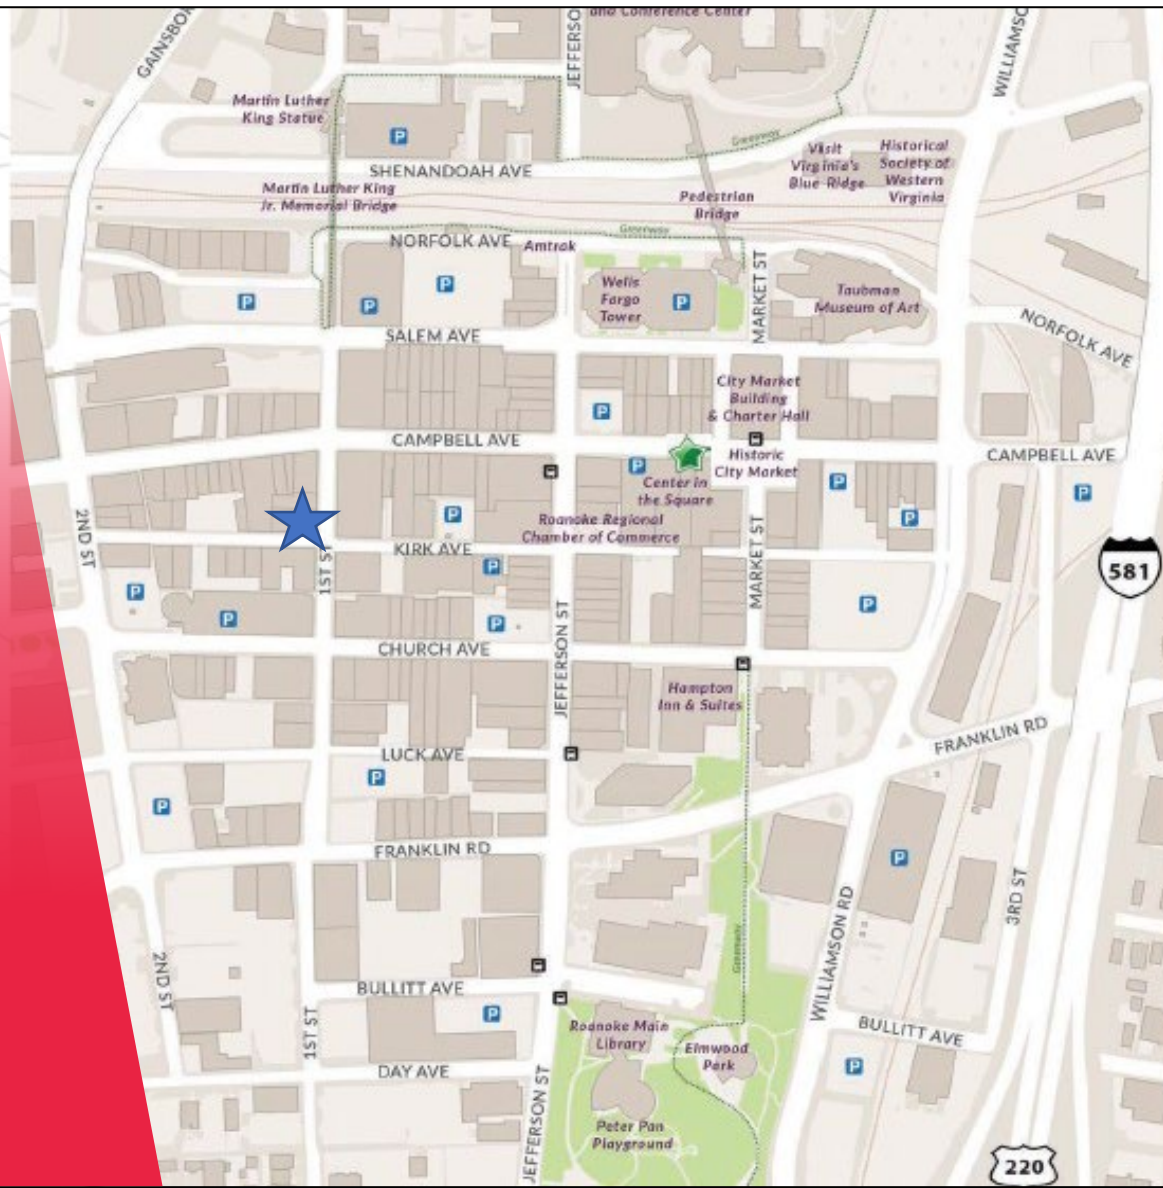 GAINSBOR
JEFFERSO
and Conference Center
WILLIAMSO
Martin Luther
King Statue
P
Greenway
Visit
Virginia's
Blue Ridge
Historical
Society of
Western
Virginia
SHENANDOAH AVE
Martin Luther King
Jr. Memorial Bridge
Pedestrian
Bridge
Greenway
NORFOLK AVE
Amtrak
P
P
P
Wells
Fargo
Tower
P
MARKET ST
Taubman
Museum of Art
NORFOLK AVE
SALEM AVE
City Market
Building
& Charter Hall
P
CAMPBELL AVE
Historic
City Market
CAMPBELL AVE
P
Center in
the Square
P
P
P
P
2ND ST
Roanoke Regional
Chamber of Commerce
MARKET ST
KIRK AVE
1ST ST
P
581
P
P
P
P
JEFFERSON ST
CHURCH AVE
Hampton
Inn & Suites
FRANKLIN RD
LUCK AVE
P
P
FRANKLIN RD
P
3RD ST
WILLIAMSON RD
Greenway
2ND ST
BULLITT AVE
1ST ST
P
Roanoke Main
Library
Elmwood
Park
BULLITT AVE
P
DAY AVE
JEFFERSON ST
Peter Pan
Playground
220